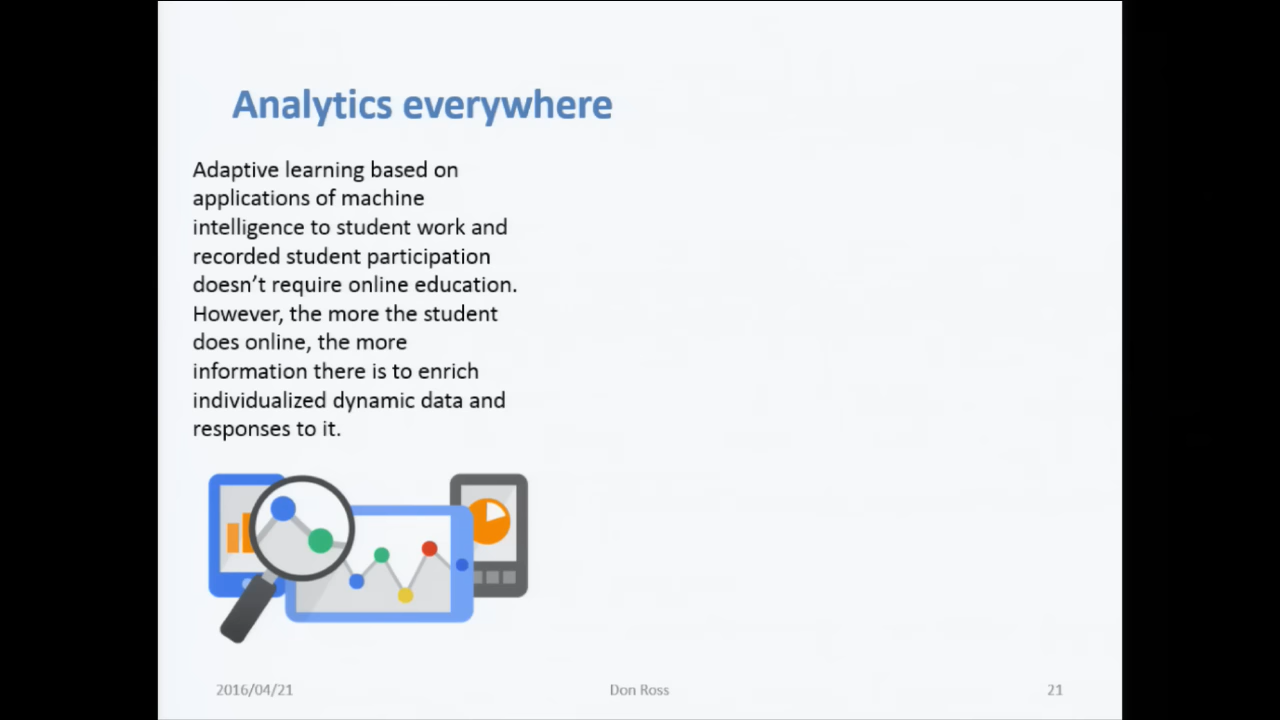 Analytics everywhere
Adaptive learning based on
applications of machine
intelligence to student work and
recorded student participation
doesn’t require online education.
However, the more the student
does online, the more
information there is to enrich
individualized dynamic data and
responses to it.
2016/04/21
Don Ross
21